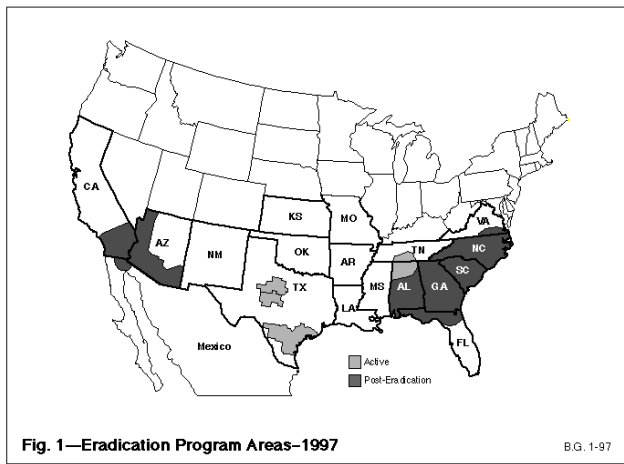 CA
AZ
NM
KS
MO
OK
AR
TX
LA
MS
TN
AL
GA
SC
NC
VA
FL
Mexico
Active
Post-Eradication
Fig. 1—Eradication Program Areas–1997
B.G. 1-97